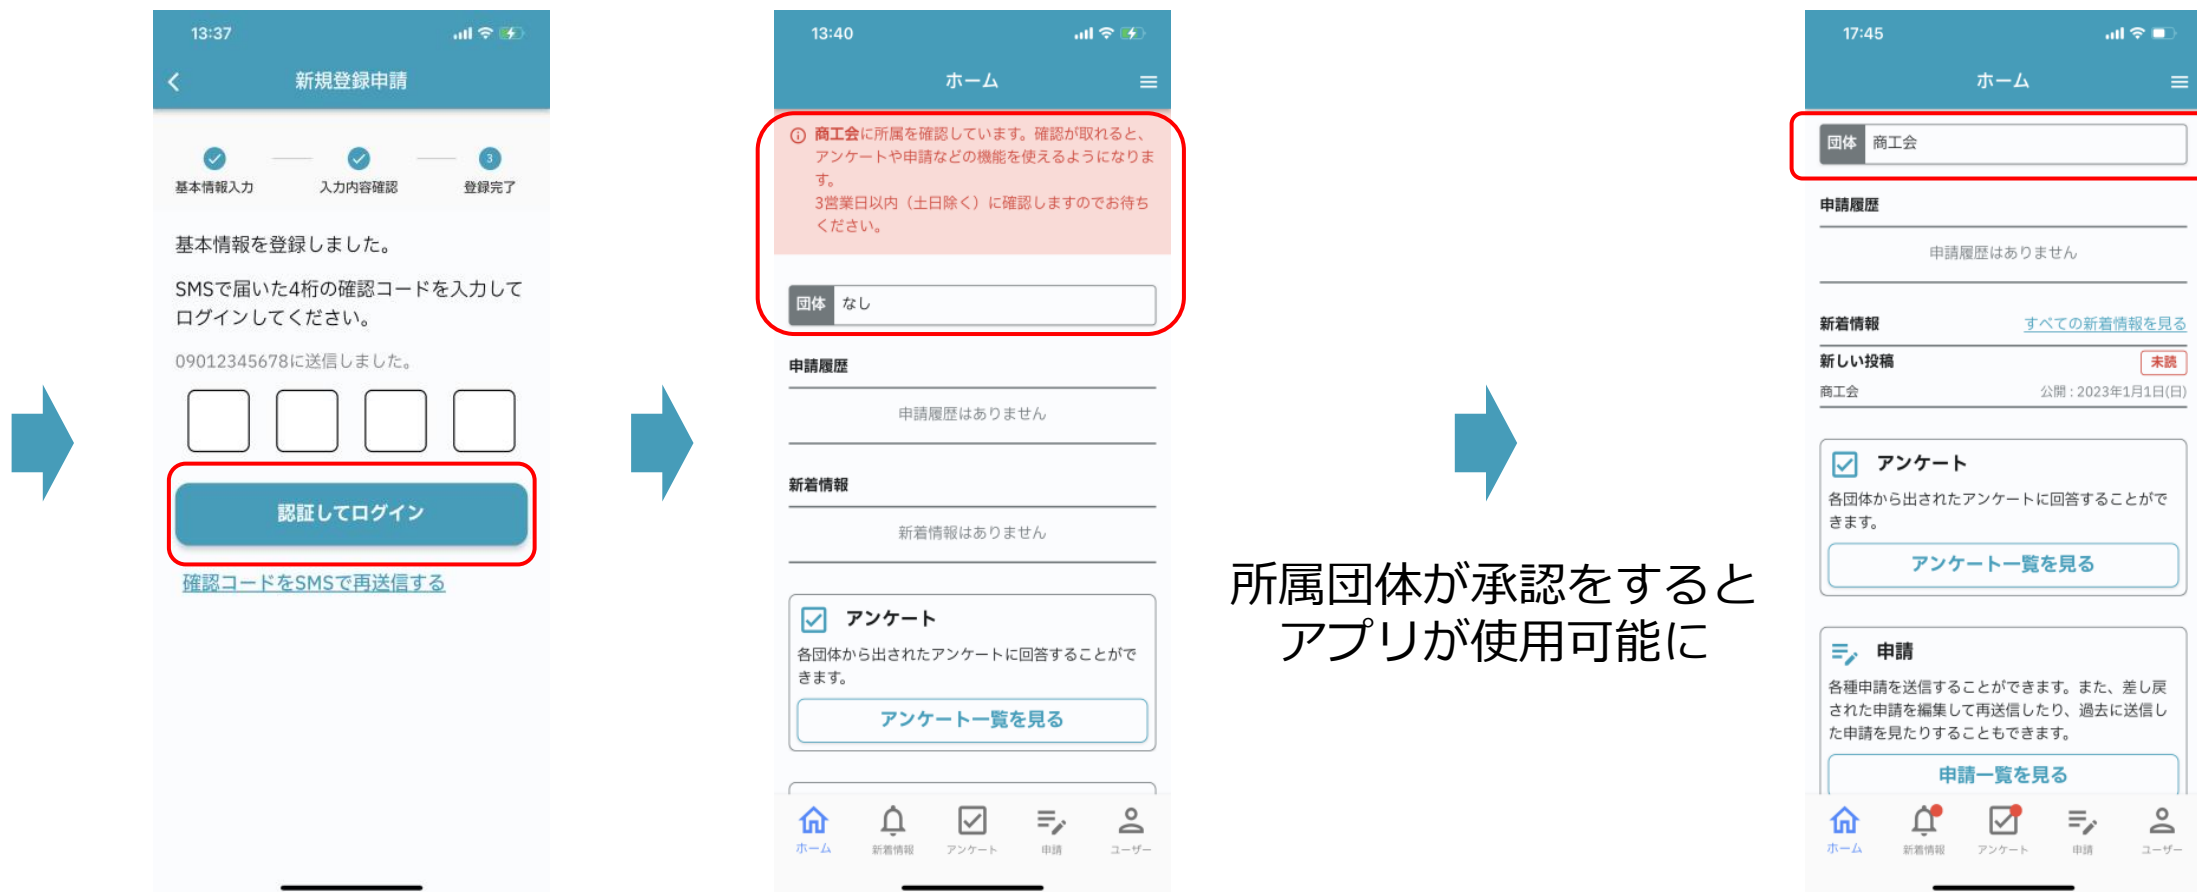 13:37
新規登録申請
3
基本情報入力
入力内容確認
登録完了
基本情報を登録しました。
SMSで届いた4桁の確認コードを入力して
ログインしてください。
09012345678に送信しました。
認証してログイン
確認コードをSMSで再送信する
13:40
ホーム
商工会に所属を確認しています。確認が取れると、
アンケートや申請などの機能を使えるようになりま
す。
3営業日以内（土日除く）に確認しますのでお待ち
ください。
団体 なし
申請履歴
申請履歴はありません
新着情報
新着情報はありません
アンケート
各団体から出されたアンケートに回答することがで
きます。
アンケート一覧を見る
ホーム
新着情報
アンケート
申請
ユーザー
所属団体が承認をすると
アプリが使用可能に
17:45
ホーム
団体 商工会
申請履歴
申請履歴はありません
新着情報 すべての新着情報を見る
新しい投稿 未読
商工会 公開 : 2023年1月1日(日)
アンケート
各団体から出されたアンケートに回答することがで
きます。
アンケート一覧を見る
申請
各種申請を送信することができます。また、差し戻
された申請を編集して再送信したり、過去に送信し
た申請を見たりすることもできます。
申請一覧を見る
ホーム
新着情報
アンケート
申請
ユーザー